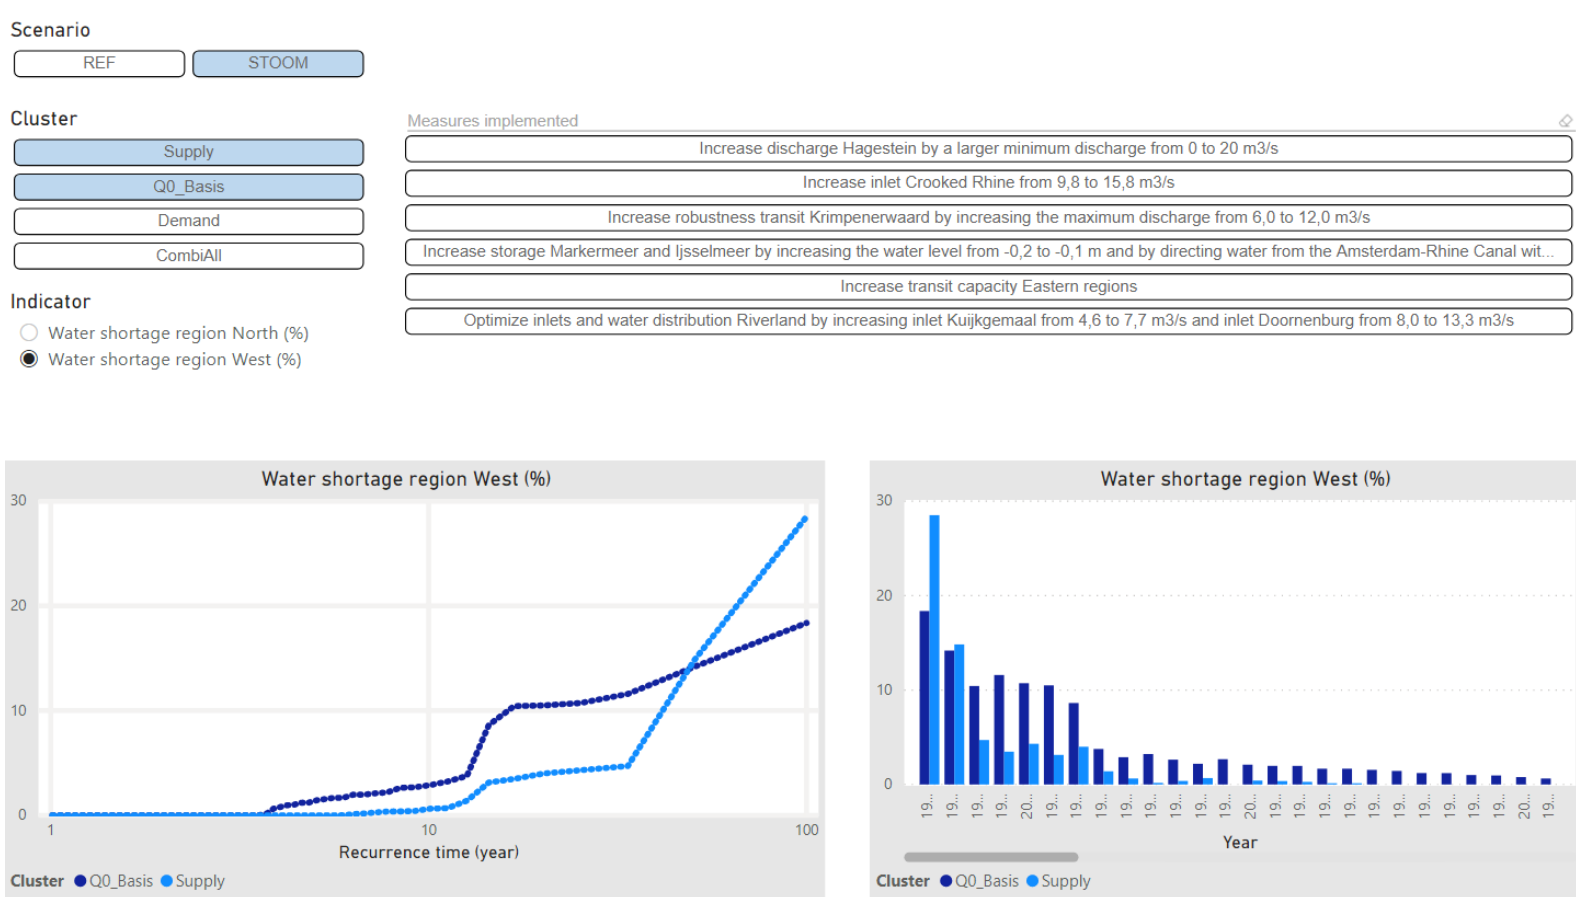 Scenario
REF
STOOM
Cluster
Supply
Q0_Basis
Demand
CombiAll
Indicator
Water shortage region North (%)
Water shortage region West (%)
Measures implemented
Increase discharge Hagestein by a larger minimum discharge from 0 to 20 m3/s
Increase inlet Crooked Rhine from 9,8 to 15,8 m3/s
Increase robustness transit Krimpenerwaard by increasing the maximum discharge from 6,0 to 12,0 m3/s
Increase storage Markermeer and Ijsselmeer by increasing the water level from -0,2 to -0,1 m and by directing water from the Amsterdam-Rhine Canal wit...
Increase transit capacity Eastern regions
Optimize inlets and water distribution Riverland by increasing inlet Kuijkgemaal from 4,6 to 7,7 m3/s and inlet Doornenburg from 8,0 to 13,3 m3/s
Water shortage region West (%)
30
20
10
0
1
10
100
Recurrence time (year)
Cluster Q0_Basis Supply
Water shortage region West (%)
30
20
10
0
19...
19...
19...
19...
20...
19...
19...
19...
19...
19...
19...
19...
19...
20...
19...
19...
19...
19...
19...
19...
19...
19...
19...
19...
20...
19...
Year
Cluster Q0_Basis Supply